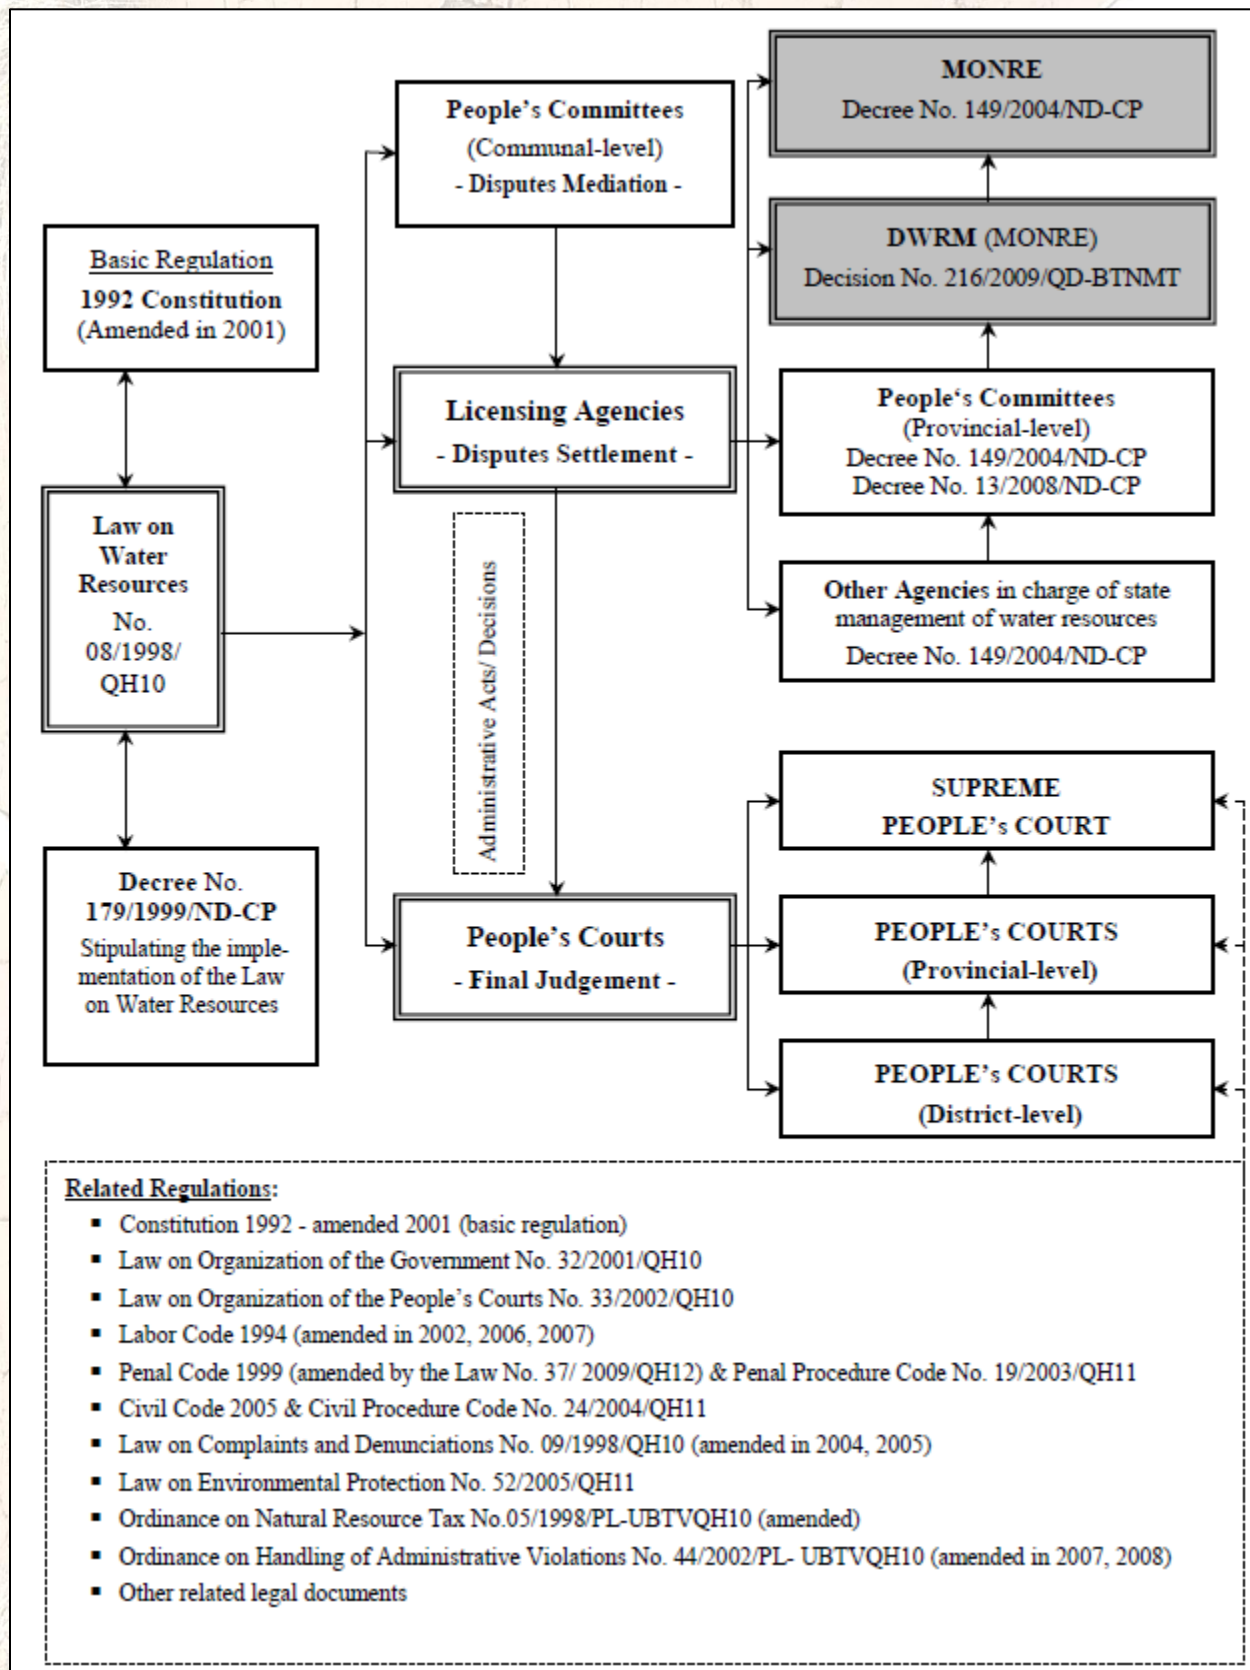 Basic Regulation
1992 Constitution
(Amended in 2001)
Law on
Water
Resources
No.
08/1998/
QH10
Decree No.
179/1999/ND-CP
Stipulating the imple-
mentation of the Law
on Water Resources
People's Committees
(Communal-level)
- Disputes Mediation -
Licensing Agencies
- Disputes Settlement -
Administrative Acts/ Decisions
People's Courts
- Final Judgement -
MONRE
Decree No. 149/2004/ND-CP
DWRM (MONRE)
Decision No. 216/2009/QD-BTNMT
People‘s Committees
(Provincial-level)
Decree No. 149/2004/ND-CP
Decree No. 13/2008/ND-CP
Other Agencies in charge of state
management of water resources
Decree No. 149/2004/ND-CP
SUPREME
PEOPLE's COURT
PEOPLE's COURTS
(Provincial-level)
PEOPLE's COURTS
(District-level)
Related Regulations:
▪ Constitution 1992 - amended 2001 (basic regulation)
▪ Law on Organization of the Government No. 32/2001/QH10
▪ Law on Organization of the People's Courts No. 33/2002/QH10
▪ Labor Code 1994 (amended in 2002, 2006, 2007)
▪ Penal Code 1999 (amended by the Law No. 37/ 2009/QH12) & Penal Procedure Code No. 19/2003/QH11
▪ Civil Code 2005 & Civil Procedure Code No. 24/2004/QH11
▪ Law on Complaints and Denunciations No. 09/1998/QH10 (amended in 2004, 2005)
▪ Law on Environmental Protection No. 52/2005/QH11
▪ Ordinance on Natural Resource Tax No.05/1998/PL-UBTVQH10 (amended)
▪ Ordinance on Handling of Administrative Violations No. 44/2002/PL- UBTVQH10 (amended in 2007, 2008)
▪ Other related legal documents